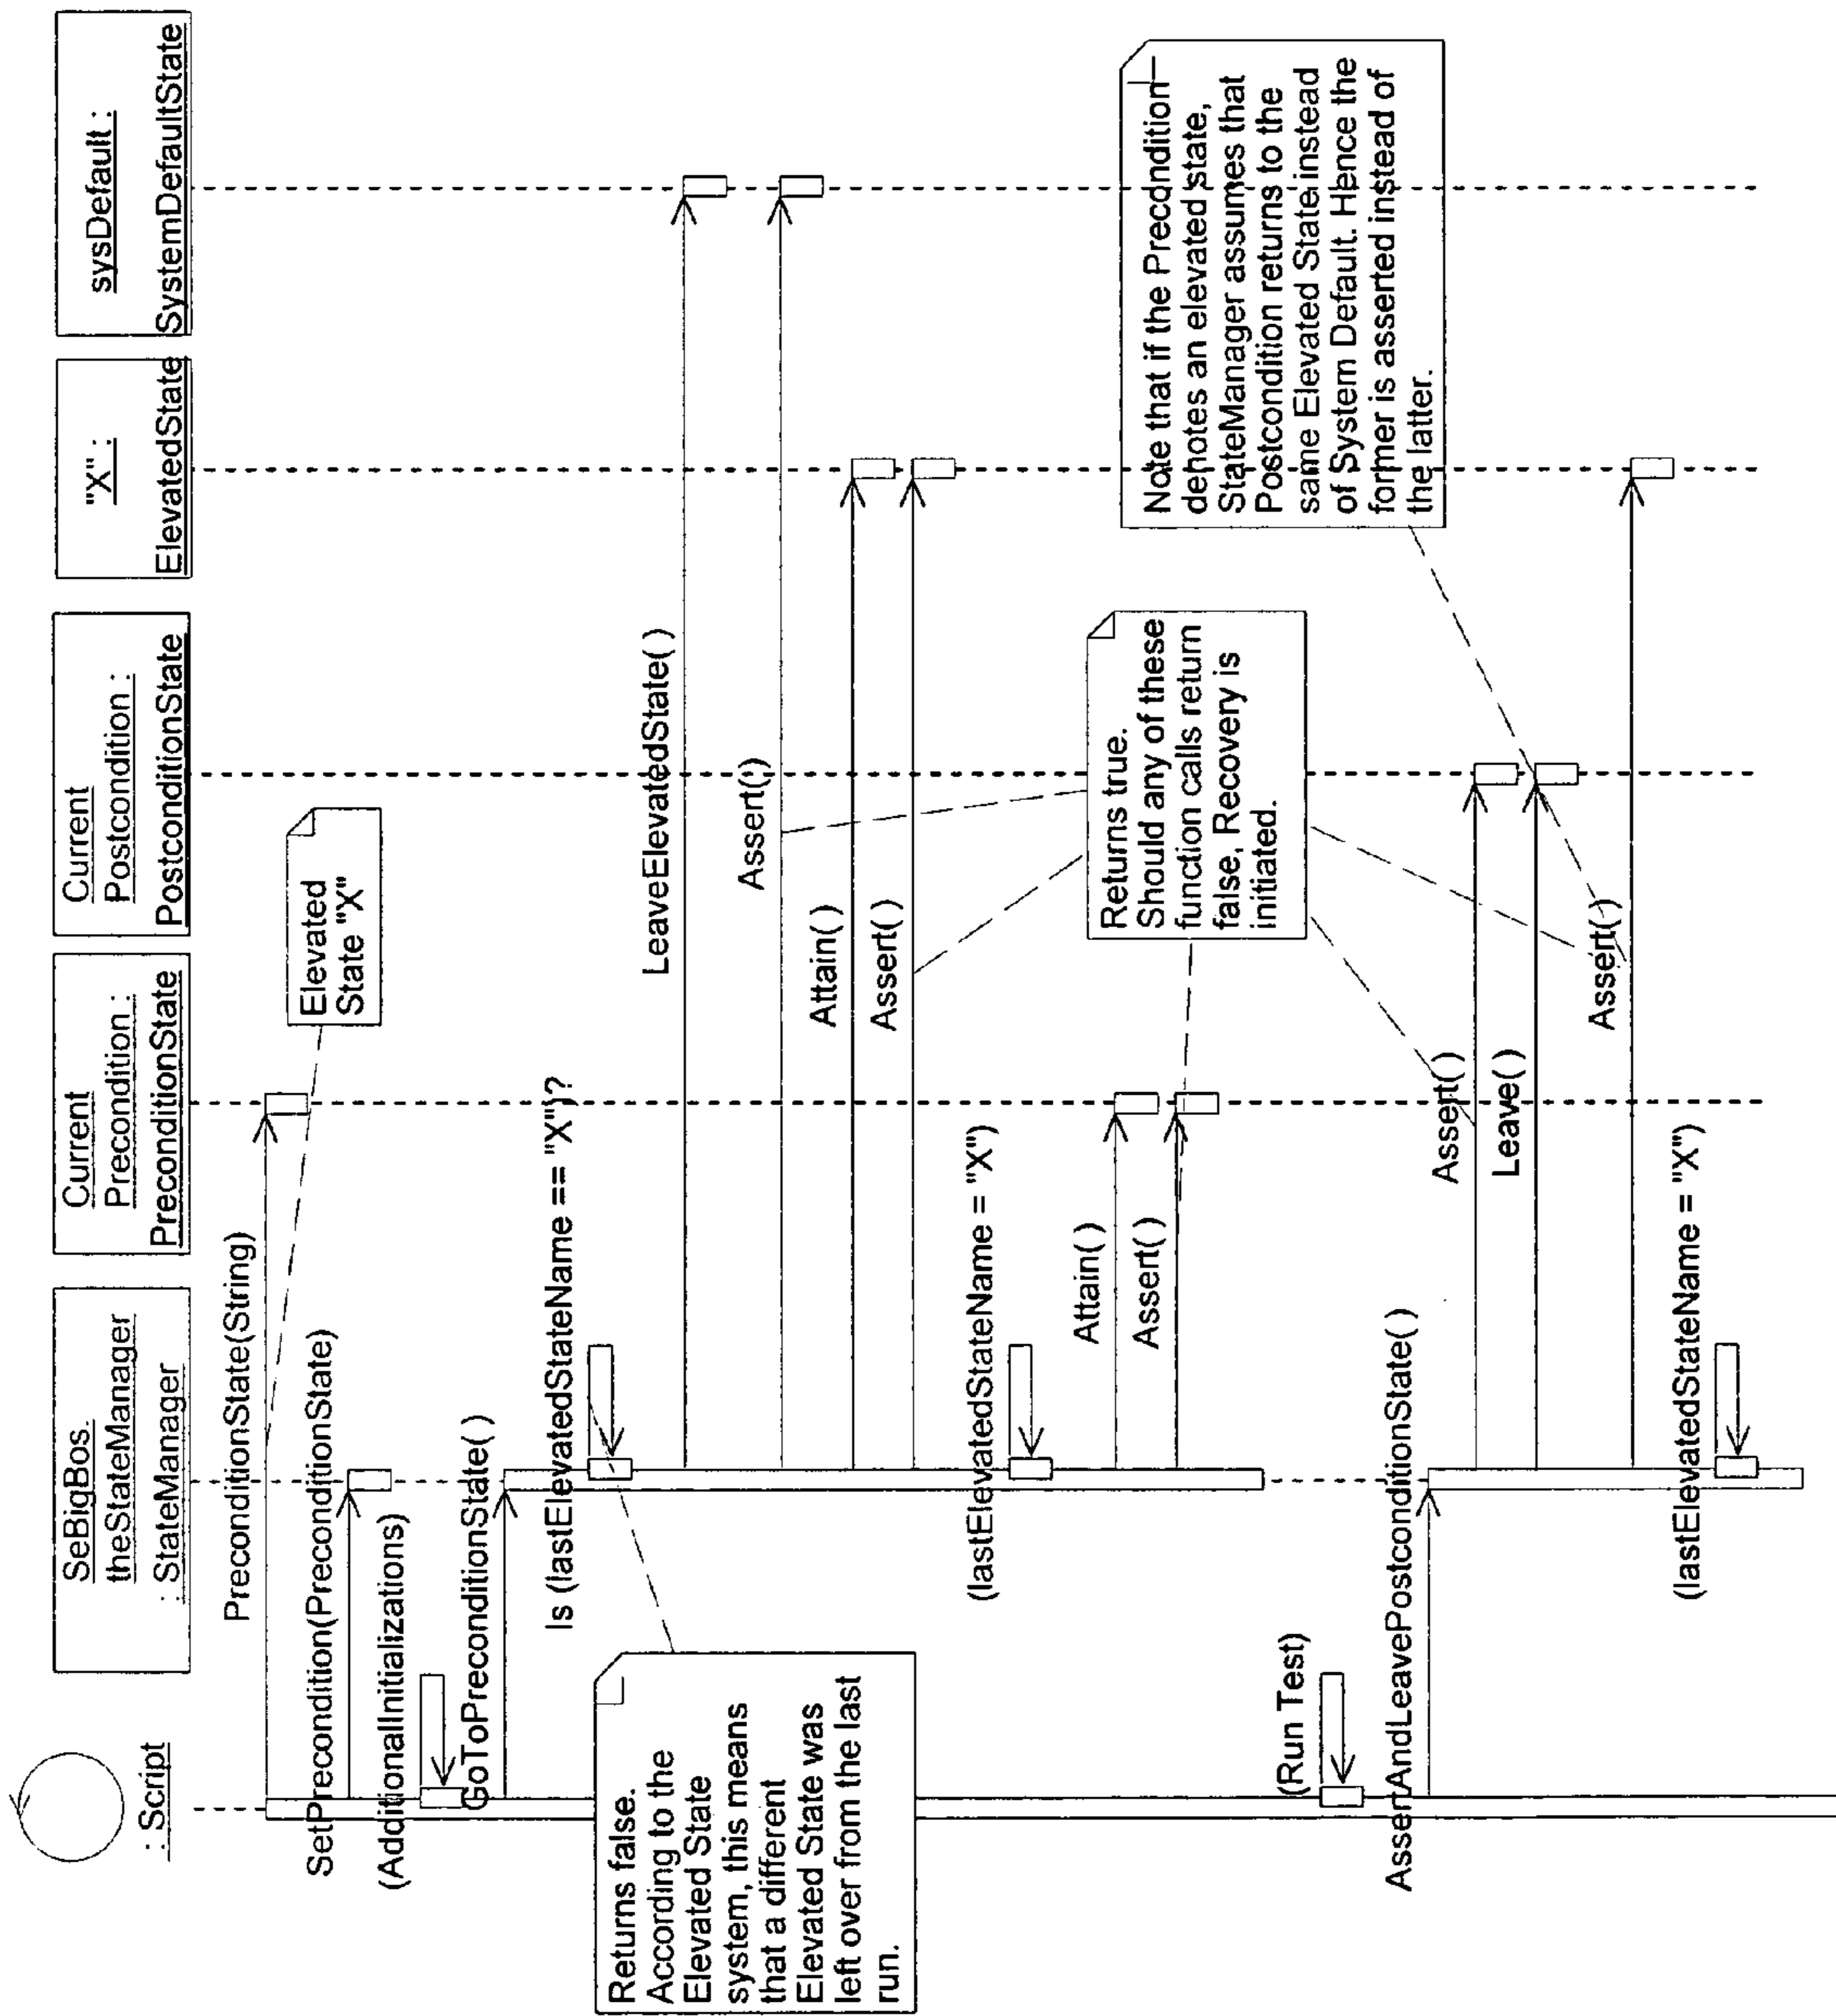 : Script
SeBigBos.
theStateManager
: StateManager
Current
Precondition :
PreconditionState
Current
Postcondition :
PostconditionState
"X" :
ElevatedState
sysDefault :
SystemDefaultState
PreconditionState(String)
Elevated
State "X"
SetPrecondition(PreconditionState)
(AdditionalInitializations)
GoToPreconditionState( )
Is (lastElevatedStateName == "X")?
Returns false.
According to the
Elevated State
system, this means
that a different
Elevated State was
left over from the last
run.
LeaveElevatedState( )
Assert( )
Attain( )
Assert( )
(lastElevatedStateName = "X")
Attain( )
Assert( )
Returns true.
Should any of these
function calls return
false, Recovery is
initiated.
Note that if the Precondition
denotes an elevated state,
StateManager assumes that
Postcondition returns to the
same Elevated State instead
of System Default. Hence the
former is asserted instead of
the latter.
(Run Test)
AssertAndLeavePostconditionState( )
Assert( )
Leave( )
Assert( )
(lastElevatedStateName = "X")